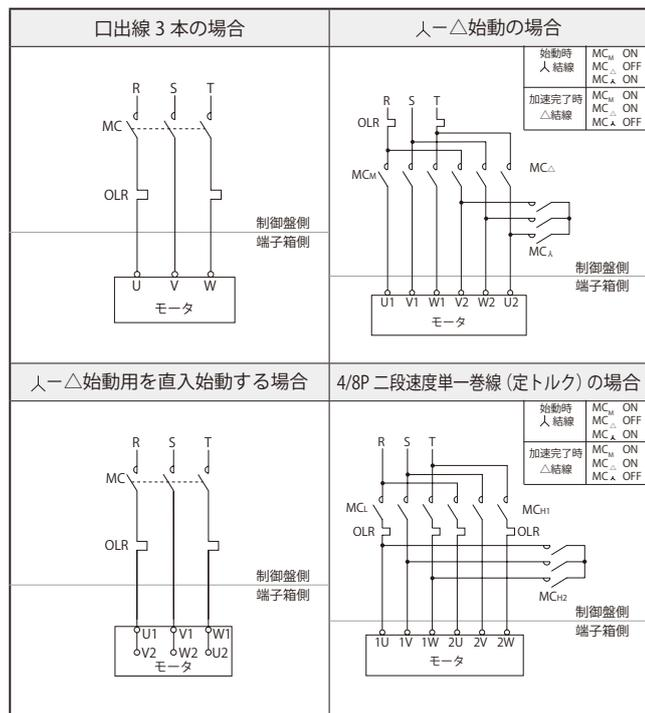 口出線 3 本の場合
R S T
MC
OLR
制御盤側
端子箱側
U V W
モータ
人ー△始動の場合
始動時 MCM ON
人結線 MC△ OFF
MC人 ON
加速完了時 MCM ON
△結線 MC△ ON
MC人 OFF
R S T
OLR
MCM MC△
MC人
制御盤側
端子箱側
U1 V1 W1 V2 W2 U2
モータ
人ー△始動用を直入始動する場合
R S T
MC
OLR
制御盤側
端子箱側
U1 V1 W1
V2 W2 U2
モータ
4/8P 二段速度単一巻線 (定トルク) の場合
始動時 MCM ON
人結線 MC△ OFF
MC人 ON
加速完了時 MCM ON
△結線 MC△ ON
MC人 OFF
R S T
MCL MCH1
OLR OLR
MCH2
制御盤側
端子箱側
1U 1V 1W 2U 2V 2W
モータ